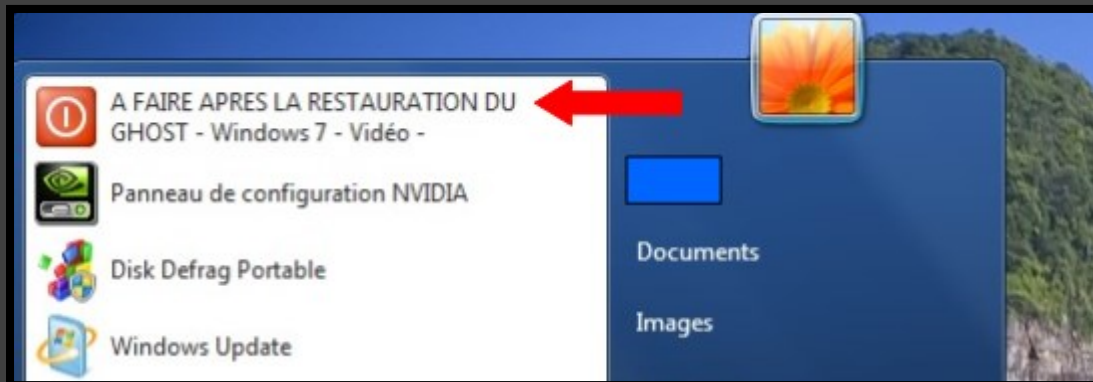 A FAIRE APRES LA RESTAURATION DU
GHOST - Windows 7 - Vidéo -
Panneau de configuration NVIDIA
Disk Defrag Portable
Windows Update
Documents
Images